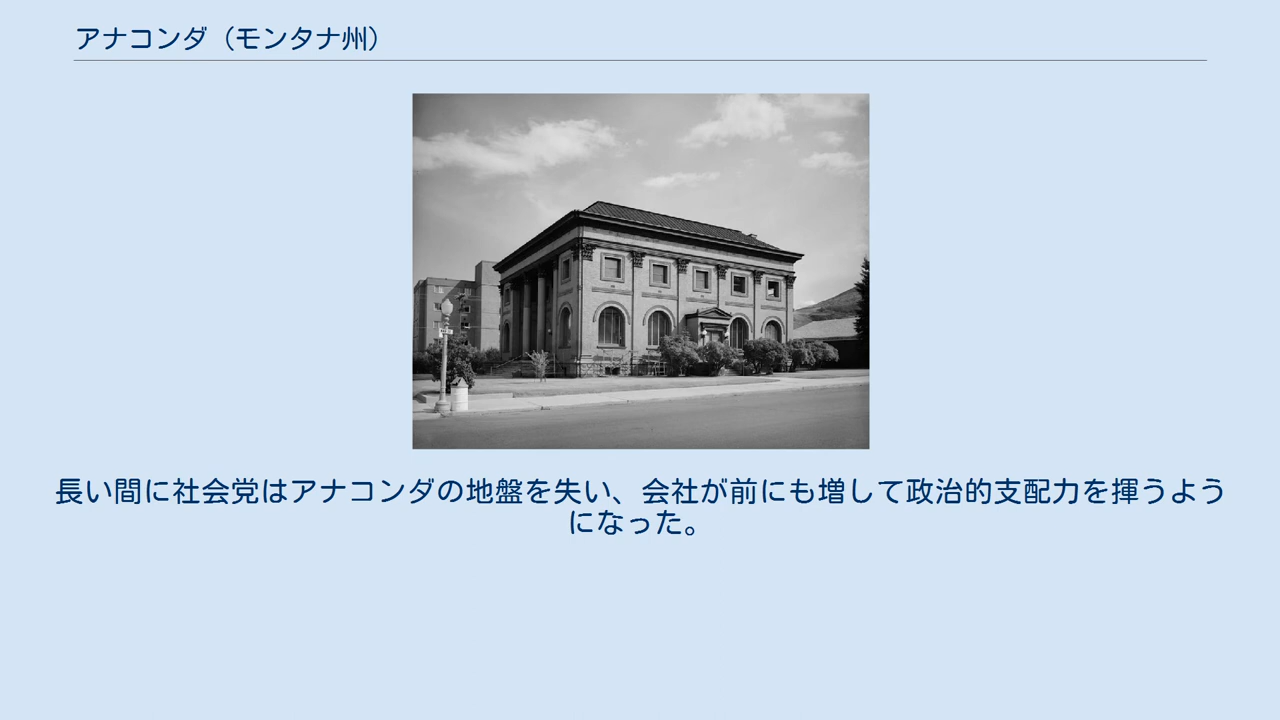 アナコンダ（モンタナ州）
長い間に社会党はアナコンダの地盤を失い、会社が前にも増して政治的支配力を揮うよう
になった。